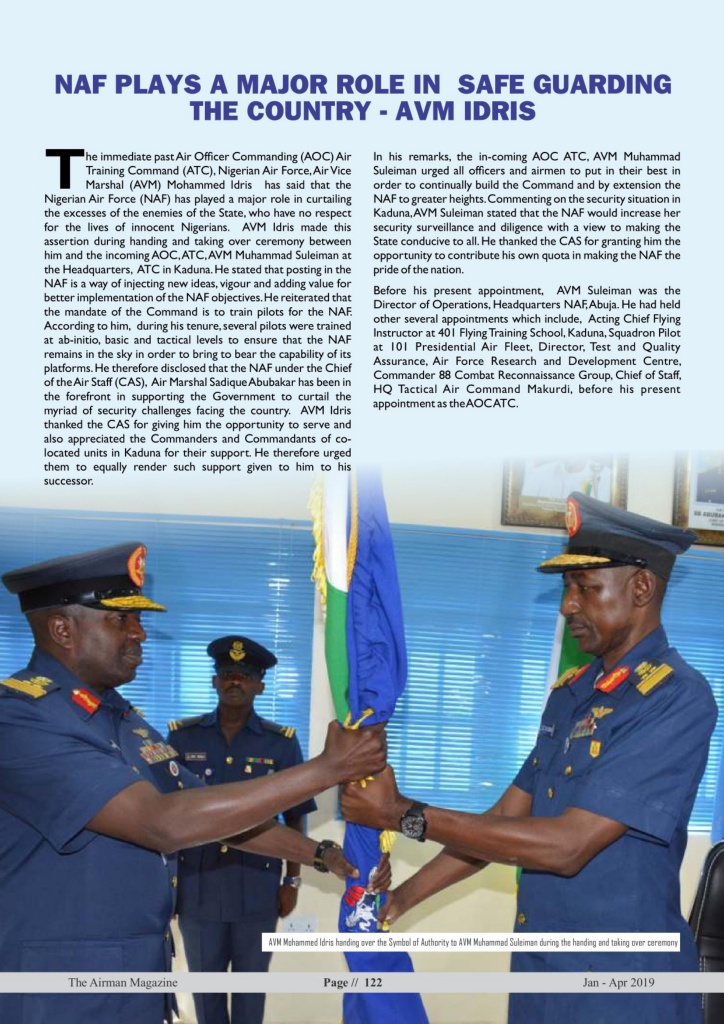 NAF PLAYS A MAJOR ROLE IN SAFE GUARDING
THE COUNTRY - AVM IDRIS
The immediate past Air Officer Commanding (AOC) Air
Training Command (ATC), Nigerian Air Force, Air Vice
Marshal (AVM) Mohammed Idris has said that the
Nigerian Air Force (NAF) has played a major role in curtailing
the excesses of the enemies of the State, who have no respect
for the lives of innocent Nigerians. AVM Idris made this
assertion during handing and taking over ceremony between
him and the incoming AOC, ATC, AVM Muhammad Suleiman at
the Headquarters, ATC in Kaduna. He stated that posting in the
NAF is a way of injecting new ideas, vigour and adding value for
better implementation of the NAF objectives. He reiterated that
the mandate of the Command is to train pilots for the NAF.
According to him, during his tenure, several pilots were trained
at ab-initio, basic and tactical levels to ensure that the NAF
remains in the sky in order to bring to bear the capability of its
platforms. He therefore disclosed that the NAF under the Chief
of the Air Staff (CAS), Air Marshal Sadique Abubakar has been in
the forefront in supporting the Government to curtail the
myriad of security challenges facing the country. AVM Idris
thanked the CAS for giving him the opportunity to serve and
also appreciated the Commanders and Commandants of co-
located units in Kaduna for their support. He therefore urged
them to equally render such support given to him to his
successor.
In his remarks, the in-coming AOC ATC, AVM Muhammad
Suleiman urged all officers and airmen to put in their best in
order to continually build the Command and by extension the
NAF to greater heights. Commenting on the security situation in
Kaduna, AVM Suleiman stated that the NAF would increase her
security surveillance and diligence with a view to making the
State conducive to all. He thanked the CAS for granting him the
opportunity to contribute his own quota in making the NAF the
pride of the nation.
Before his present appointment, AVM Suleiman was the
Director of Operations, Headquarters NAF, Abuja. He had held
other several appointments which include, Acting Chief Flying
Instructor at 401 Flying Training School, Kaduna, Squadron Pilot
at 101 Presidential Air Fleet, Director, Test and Quality
Assurance, Air Force Research and Development Centre,
Commander 88 Combat Reconnaissance Group, Chief of Staff,
HQ Tactical Air Command Makurdi, before his present
appointment as the AOC ATC.
AVM Mohammed Idris handing over the Symbol of Authority to AVM Muhammad Suleiman during the handing and taking over ceremony
The Airman Magazine
Page // 122
Jan - Apr 2019